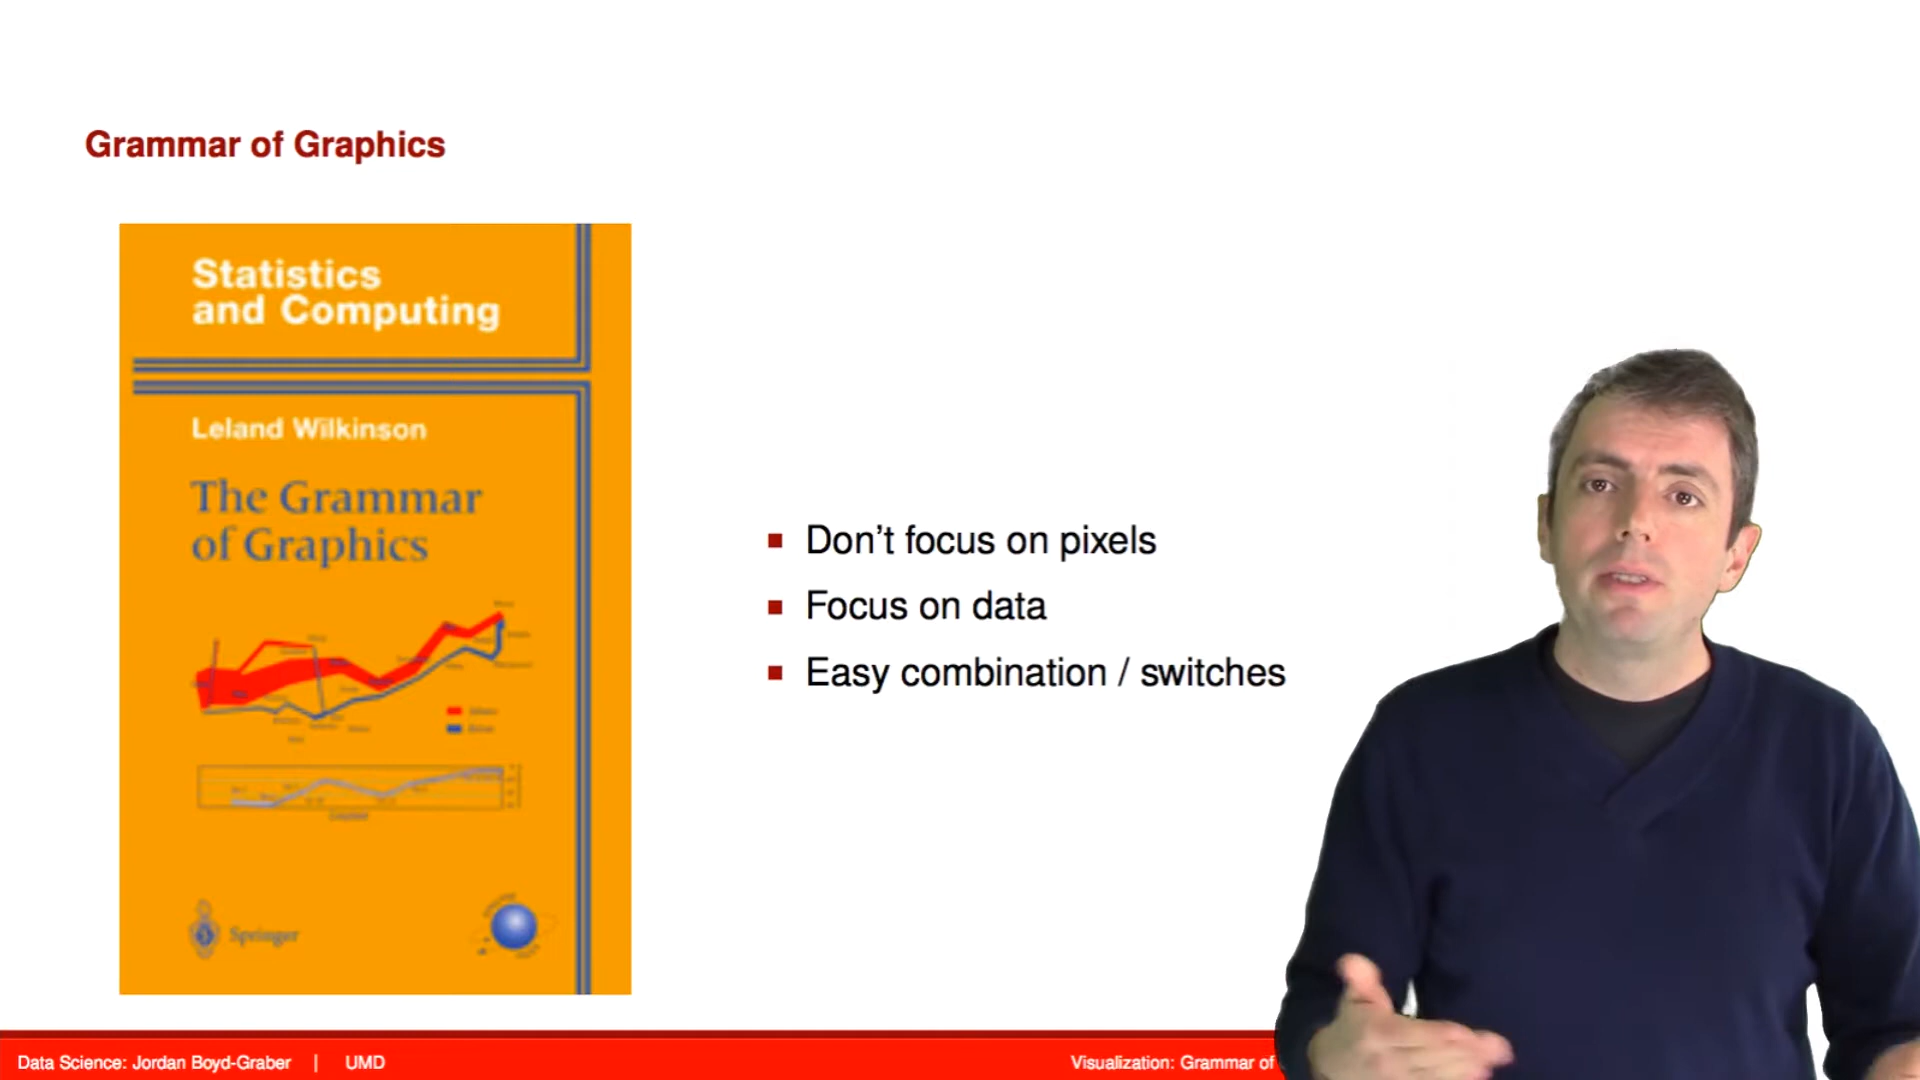 Grammar of Graphics
Statistics
and Computing
Leland Wilkinson
The Grammar
of Graphics
Springer
Don't focus on pixels
Focus on data
Easy combination / switches
Data Science: Jordan Boyd-Graber | UMD
Visualization: Grammar of